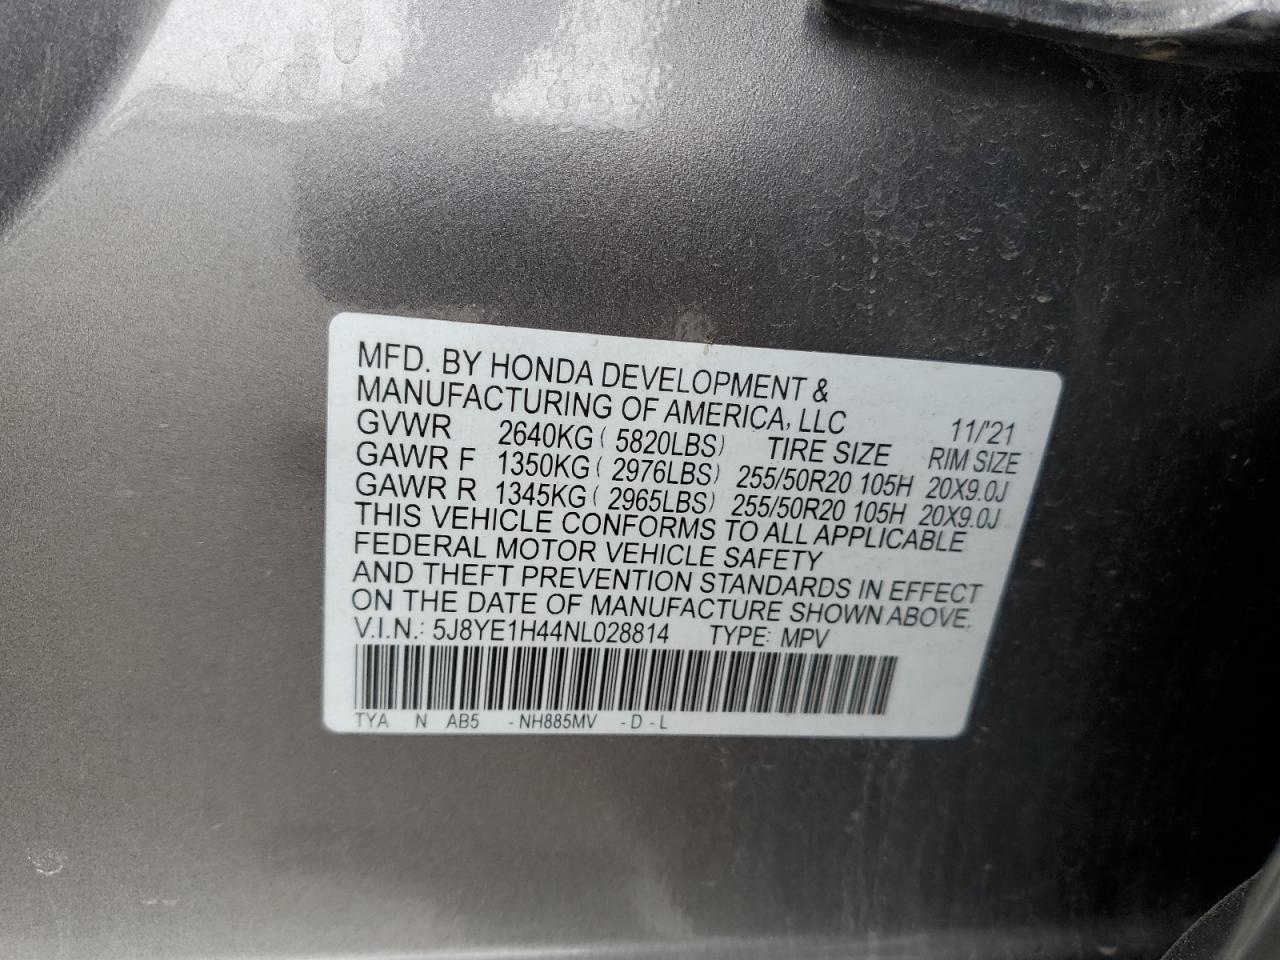 MFD. BY HONDA DEVELOPMENT &
MANUFACTURING OF AMERICA, LLC 11/'21
GVWR 2640KG ( 5820LBS) TIRE SIZE RIM SIZE
GAWR F 1350KG ( 2976LBS) 255/50R20 105H 20X9.0J
GAWR R 1345KG ( 2965LBS) 255/50R20 105H 20X9.0J
THIS VEHICLE CONFORMS TO ALL APPLICABLE
FEDERAL MOTOR VEHICLE SAFETY
AND THEFT PREVENTION STANDARDS IN EFFECT
ON THE DATE OF MANUFACTURE SHOWN ABOVE.
V.I.N.: 5J8YE1H44NL028814 TYPE: MPV
TYA N AB5 - NH885MV - D - L